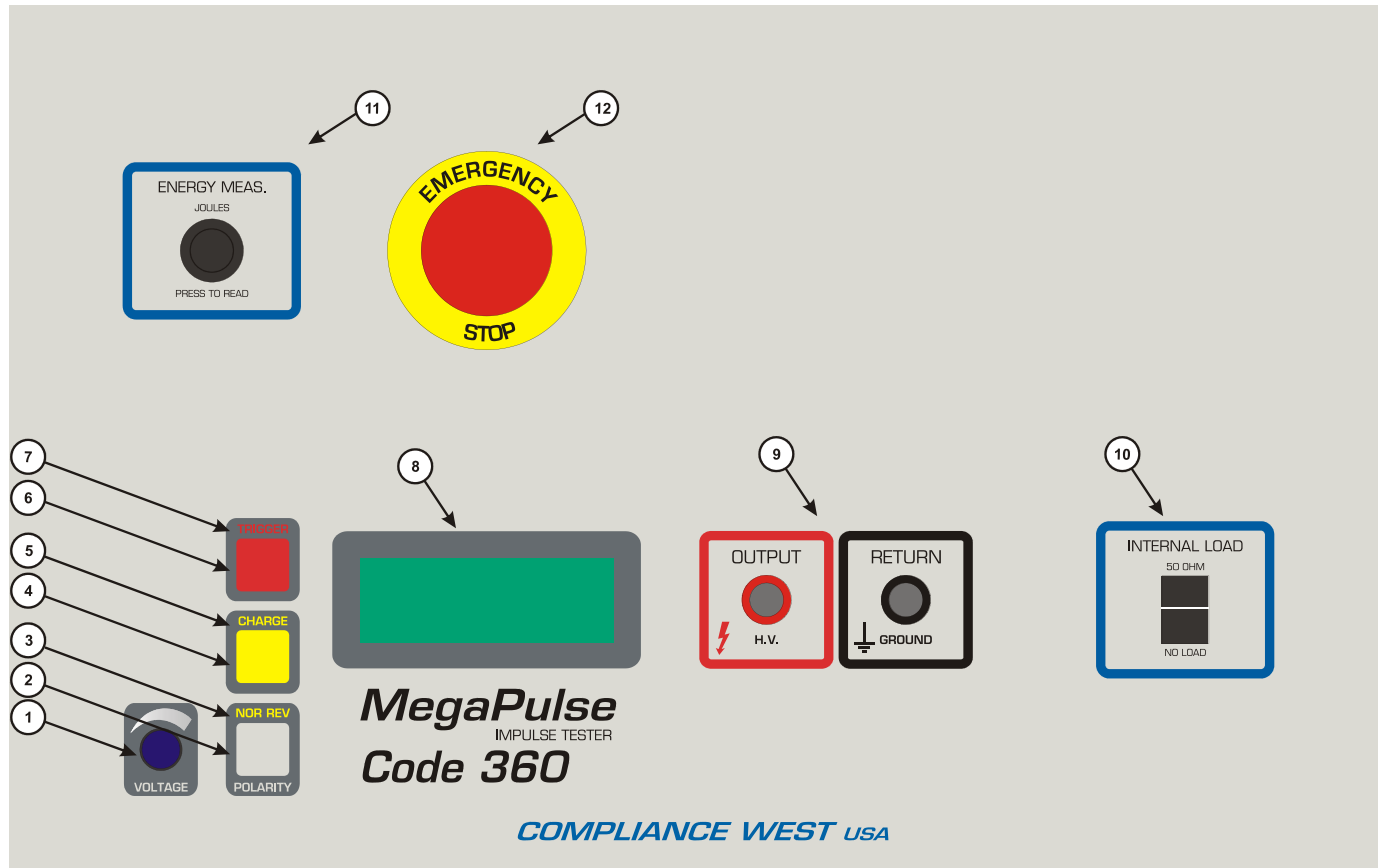 11
12
ENERGY MEAS.
JOULES
PRESS TO READ
EMERGENCY
STOP
7
6
5
4
3
2
1
8
9
10
TRIGGER
CHARGE
NOR REV
POLARITY
VOLTAGE
OUTPUT
H.V.
RETURN
GROUND
INTERNAL LOAD
50 OHM
NO LOAD
MegaPulse
IMPULSE TESTER
Code 360
COMPLIANCE WEST USA